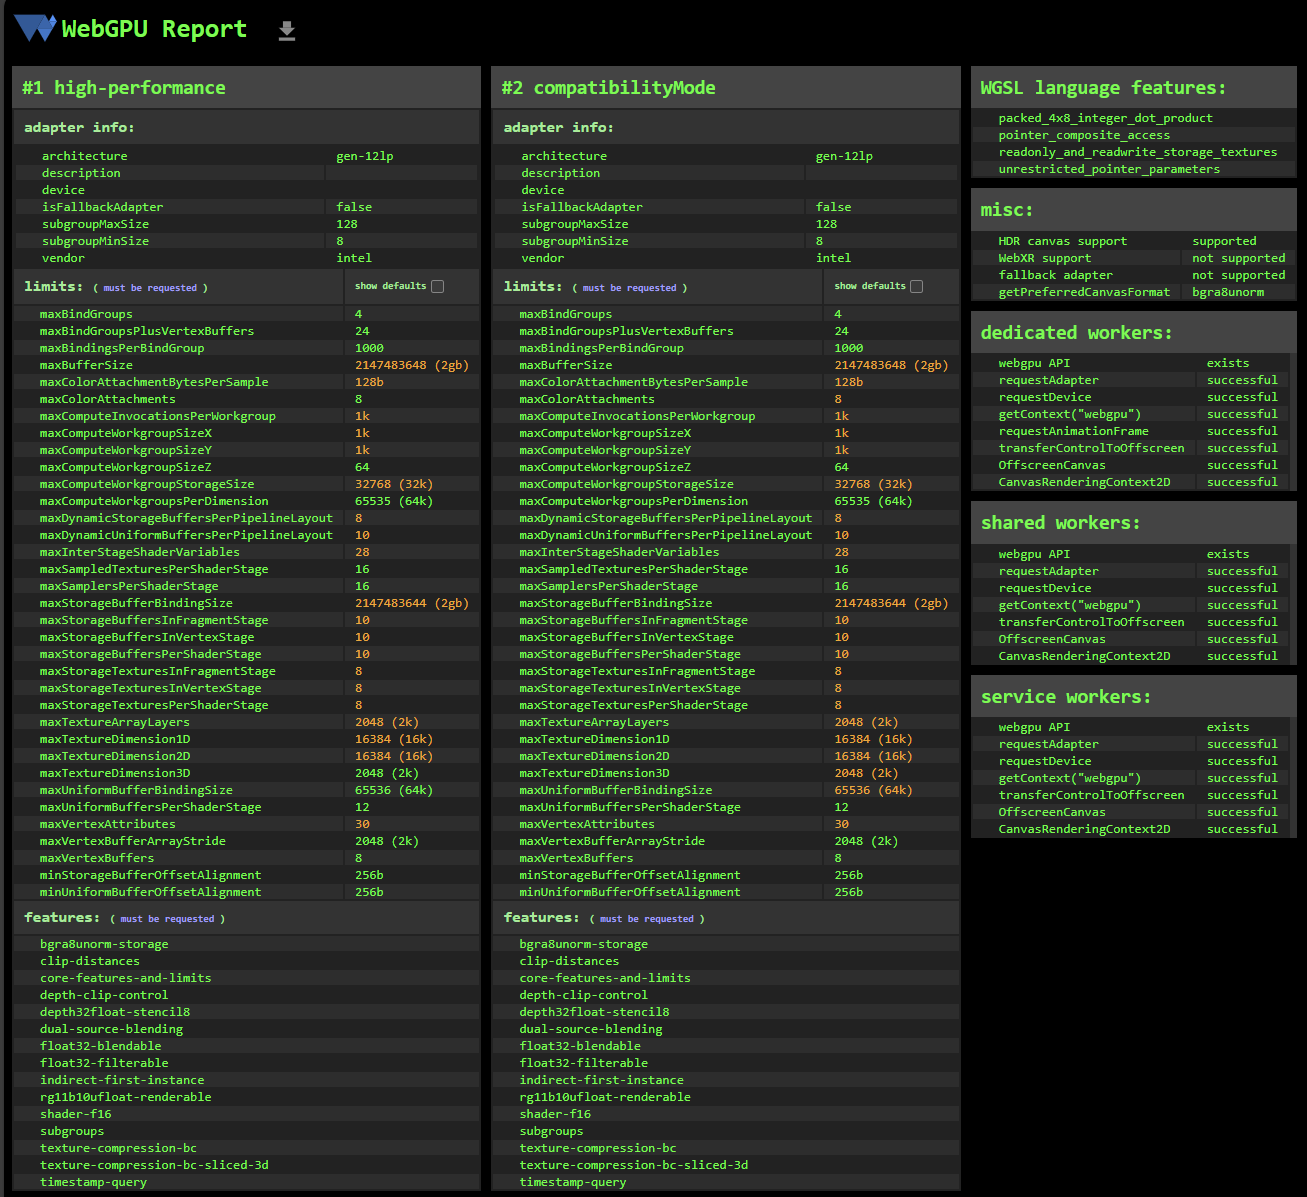 WebGPU Report
#1 high-performance
adapter info:
architecture gen-12lp
description
device
isFallbackAdapter false
subgroupMaxSize 128
subgroupMinSize 8
vendor intel
limits: ( must be requested ) show defaults
maxBindGroups 4
maxBindGroupsPlusVertexBuffers 24
maxBindingsPerBindGroup 1000
maxBufferSize 2147483648 (2gb)
maxColorAttachmentBytesPerSample 128b
maxColorAttachments 8
maxComputeInvocationsPerWorkgroup 1k
maxComputeWorkgroupSizeX 1k
maxComputeWorkgroupSizeY 1k
maxComputeWorkgroupSizeZ 64
maxComputeWorkgroupStorageSize 32768 (32k)
maxComputeWorkgroupsPerDimension 65535 (64k)
maxDynamicStorageBuffersPerPipelineLayout 8
maxDynamicUniformBuffersPerPipelineLayout 10
maxInterStageShaderVariables 28
maxSampledTexturesPerShaderStage 16
maxSamplersPerShaderStage 16
maxStorageBufferBindingSize 2147483644 (2gb)
maxStorageBuffersInFragmentStage 10
maxStorageBuffersInVertexStage 10
maxStorageBuffersPerShaderStage 10
maxStorageTexturesInFragmentStage 8
maxStorageTexturesInVertexStage 8
maxStorageTexturesPerShaderStage 8
maxTextureArrayLayers 2048 (2k)
maxTextureDimension1D 16384 (16k)
maxTextureDimension2D 16384 (16k)
maxTextureDimension3D 2048 (2k)
maxUniformBufferBindingSize 65536 (64k)
maxUniformBuffersPerShaderStage 12
maxVertexAttributes 30
maxVertexBufferArrayStride 2048 (2k)
maxVertexBuffers 8
minStorageBufferOffsetAlignment 256b
minUniformBufferOffsetAlignment 256b
features: ( must be requested )
bgra8unorm-storage
clip-distances
core-features-and-limits
depth-clip-control
depth32float-stencil8
dual-source-blending
float32-blendable
float32-filterable
indirect-first-instance
rg11b10ufloat-renderable
shader-f16
subgroups
texture-compression-bc
texture-compression-bc-sliced-3d
timestamp-query
#2 compatibilityMode
adapter info:
architecture gen-12lp
description
device
isFallbackAdapter false
subgroupMaxSize 128
subgroupMinSize 8
vendor intel
limits: ( must be requested ) show defaults
maxBindGroups 4
maxBindGroupsPlusVertexBuffers 24
maxBindingsPerBindGroup 1000
maxBufferSize 2147483648 (2gb)
maxColorAttachmentBytesPerSample 128b
maxColorAttachments 8
maxComputeInvocationsPerWorkgroup 1k
maxComputeWorkgroupSizeX 1k
maxComputeWorkgroupSizeY 1k
maxComputeWorkgroupSizeZ 64
maxComputeWorkgroupStorageSize 32768 (32k)
maxComputeWorkgroupsPerDimension 65535 (64k)
maxDynamicStorageBuffersPerPipelineLayout 8
maxDynamicUniformBuffersPerPipelineLayout 10
maxInterStageShaderVariables 28
maxSampledTexturesPerShaderStage 16
maxSamplersPerShaderStage 16
maxStorageBufferBindingSize 2147483644 (2gb)
maxStorageBuffersInFragmentStage 10
maxStorageBuffersInVertexStage 10
maxStorageBuffersPerShaderStage 10
maxStorageTexturesInFragmentStage 8
maxStorageTexturesInVertexStage 8
maxStorageTexturesPerShaderStage 8
maxTextureArrayLayers 2048 (2k)
maxTextureDimension1D 16384 (16k)
maxTextureDimension2D 16384 (16k)
maxTextureDimension3D 2048 (2k)
maxUniformBufferBindingSize 65536 (64k)
maxUniformBuffersPerShaderStage 12
maxVertexAttributes 30
maxVertexBufferArrayStride 2048 (2k)
maxVertexBuffers 8
minStorageBufferOffsetAlignment 256b
minUniformBufferOffsetAlignment 256b
features: ( must be requested )
bgra8unorm-storage
clip-distances
core-features-and-limits
depth-clip-control
depth32float-stencil8
dual-source-blending
float32-blendable
float32-filterable
indirect-first-instance
rg11b10ufloat-renderable
shader-f16
subgroups
texture-compression-bc
texture-compression-bc-sliced-3d
timestamp-query
WGSL language features:
packed_4x8_integer_dot_product
pointer_composite_access
readonly_and_readwrite_storage_textures
unrestricted_pointer_parameters
misc:
HDR canvas support supported
WebXR support not supported
fallback adapter not supported
getPreferredCanvasFormat bgra8unorm
dedicated workers:
webgpu API exists
requestAdapter successful
requestDevice successful
getContext("webgpu") successful
requestAnimationFrame successful
transferControlToOffscreen successful
OffscreenCanvas successful
CanvasRenderingContext2D successful
shared workers:
webgpu API exists
requestAdapter successful
requestDevice successful
getContext("webgpu") successful
transferControlToOffscreen successful
OffscreenCanvas successful
CanvasRenderingContext2D successful
service workers:
webgpu API exists
requestAdapter successful
requestDevice successful
getContext("webgpu") successful
transferControlToOffscreen successful
OffscreenCanvas successful
CanvasRenderingContext2D successful